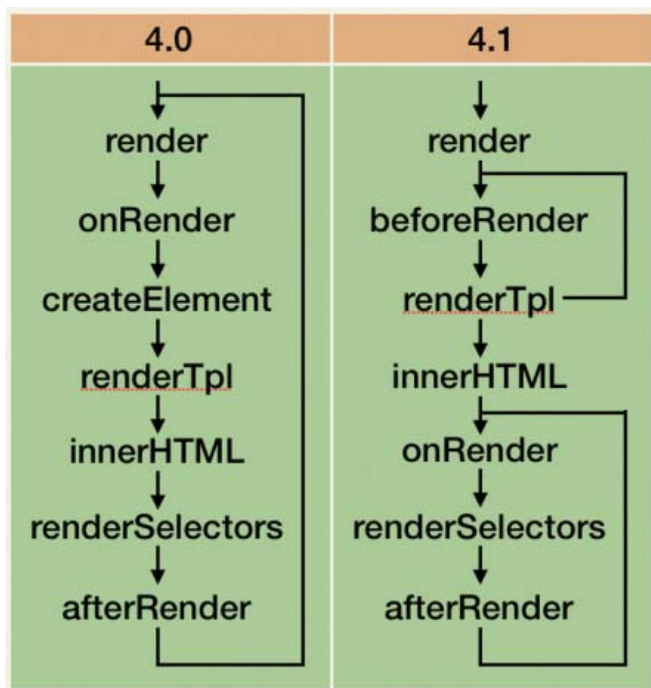 4.0
render
onRender
createElement
renderTpl
innerHTML
renderSelectors
afterRender
4.1
render
beforeRender
renderTpl
innerHTML
onRender
renderSelectors
afterRender